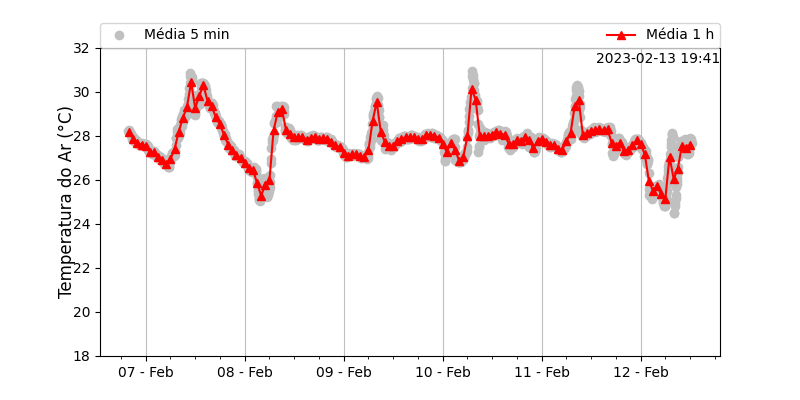 Média 5 min
Média 1 h
2023-02-13 19:41
Temperatura do Ar (°C)
32
30
28
26
24
22
20
18
07 - Feb
08 - Feb
09 - Feb
10 - Feb
11 - Feb
12 - Feb